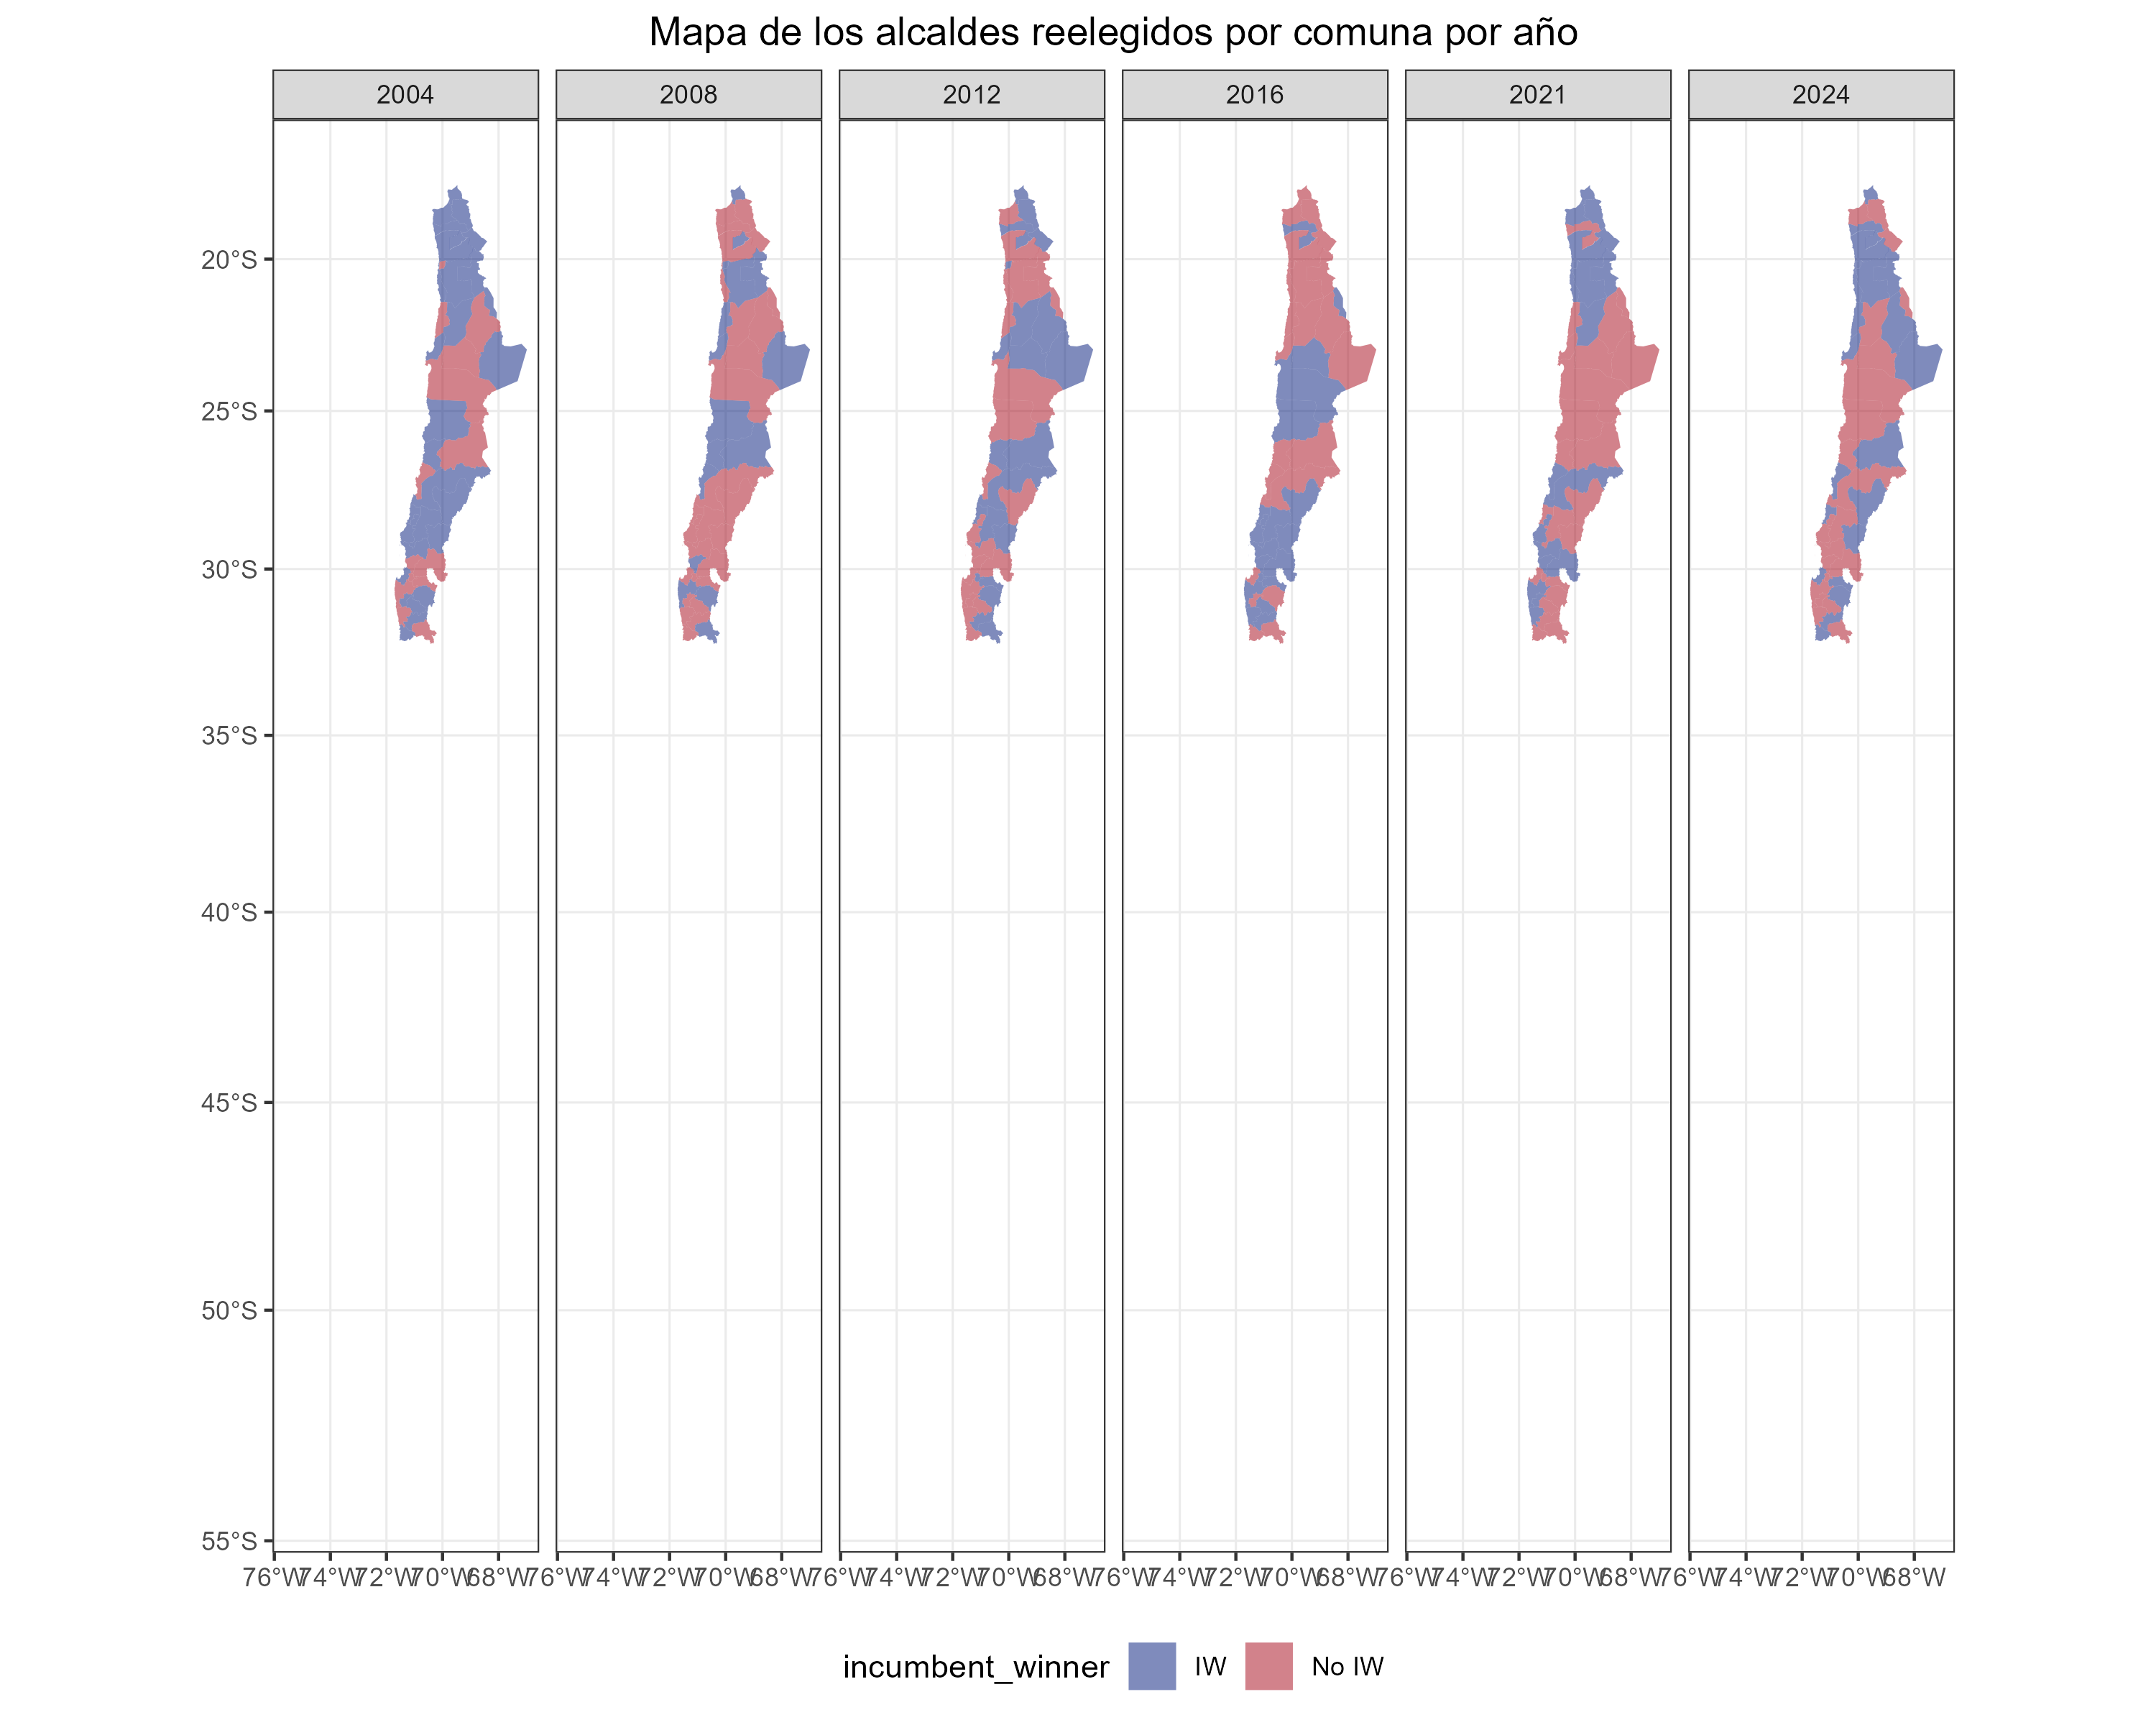 Mapa de los alcaldes reelegidos por comuna por año
2004 2008 2012 2016 2021 2024
20°S
25°S
30°S
35°S
40°S
45°S
50°S
55°S
76°W 74°W 72°W 70°W 68°W 76°W 74°W 72°W 70°W 68°W 76°W 74°W 72°W 70°W 68°W 76°W 74°W 72°W 70°W 68°W 76°W 74°W 72°W 70°W 68°W 76°W 74°W 72°W 70°W 68°W
incumbent_winner IW No IW